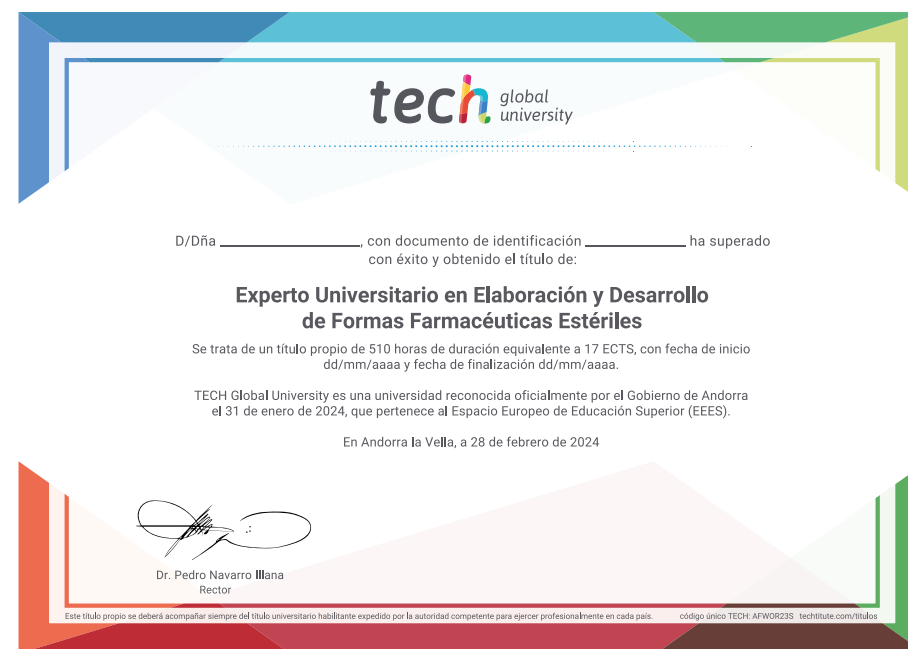 tech global university
D/Dña ____________________, con documento de identificación ______________ ha superado
con éxito y obtenido el título de:
Experto Universitario en Elaboración y Desarrollo
de Formas Farmacéuticas Estériles
Se trata de un título propio de 510 horas de duración equivalente a 17 ECTS, con fecha de inicio
dd/mm/aaaa y fecha de finalización dd/mm/aaaa.
TECH Global University es una universidad reconocida oficialmente por el Gobierno de Andorra
el 31 de enero de 2024, que pertenece al Espacio Europeo de Educación Superior (EEES).
En Andorra la Vella, a 28 de febrero de 2024
Dr. Pedro Navarro Illana
Rector
Este título propio se deberá acompañar siempre del título universitario habilitante expedido por la autoridad competente para ejercer profesionalmente en cada país. código único TECH: AFWOR23S techtitute.com/titulos